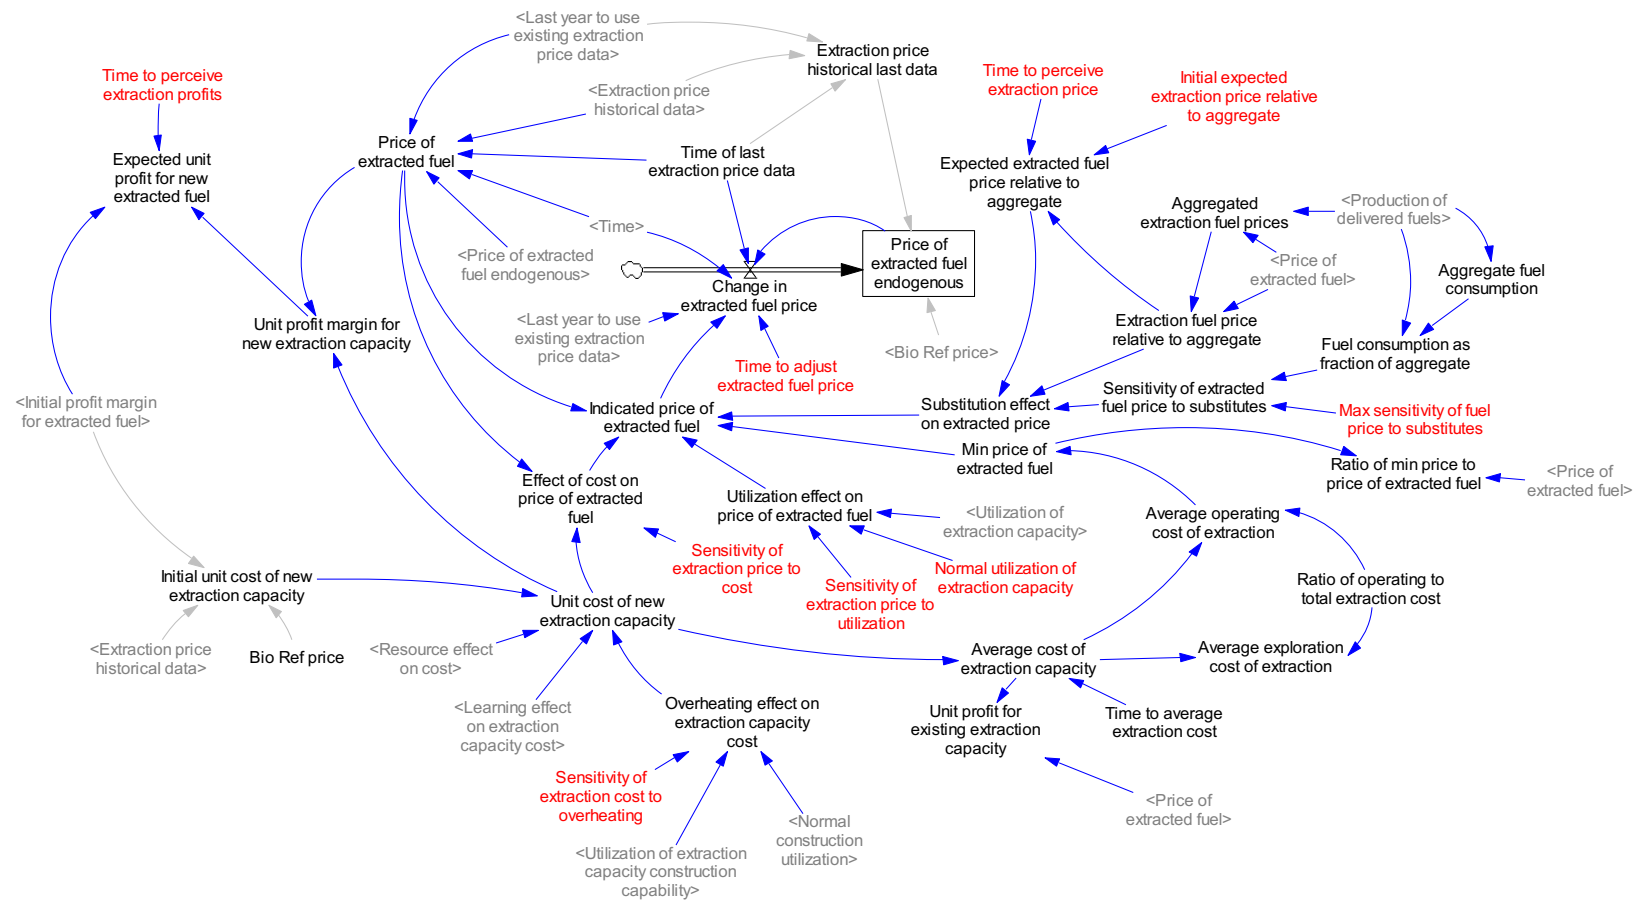 <Last year to use
existing extraction
price data>
Extraction price
historical last data
Time to perceive
extraction profits
<Extraction price
historical data>
Time to perceive
extraction price
Initial expected
extraction price relative
to aggregate
Price of
extracted fuel
Time of last
extraction price data
Expected unit
profit for new
extracted fuel
Expected extracted fuel
price relative to
aggregate
Aggregated
extraction fuel prices
<Production of
delivered fuels>
<Time>
<Price of extracted
fuel endogenous>
Price of
extracted fuel
endogenous
<Price of
extracted fuel>
Aggregate fuel
consumption
Change in
extracted fuel price
Unit profit margin for
new extraction capacity
<Last year to use
existing extraction
price data>
Extraction fuel price
relative to aggregate
<Bio Ref price>
Fuel consumption as
fraction of aggregate
Time to adjust
extracted fuel price
<Initial profit margin
for extracted fuel>
Indicated price of
extracted fuel
Substitution effect
on extracted price
Sensitivity of extracted
fuel price to substitutes
Max sensitivity of fuel
price to substitutes
Min price of
extracted fuel
Ratio of min price to
price of extracted fuel
<Price of
extracted fuel>
Effect of cost on
price of extracted
fuel
Utilization effect on
price of extracted fuel
<Utilization of
extraction capacity>
Average operating
cost of extraction
Sensitivity of
extraction price to
cost
Sensitivity of
extraction price to
utilization
Normal utilization of
extraction capacity
Ratio of operating to
total extraction cost
Initial unit cost of new
extraction capacity
Unit cost of new
extraction capacity
<Extraction price
historical data>
Bio Ref price
<Resource effect
on cost>
Average cost of
extraction capacity
Average exploration
cost of extraction
<Learning effect
on extraction
capacity cost>
Overheating effect on
extraction capacity
cost
Unit profit for
existing extraction
capacity
Time to average
extraction cost
Sensitivity of
extraction cost to
overheating
<Normal
construction
utilization>
<Price of
extracted fuel>
<Utilization of extraction
capacity construction
capability>